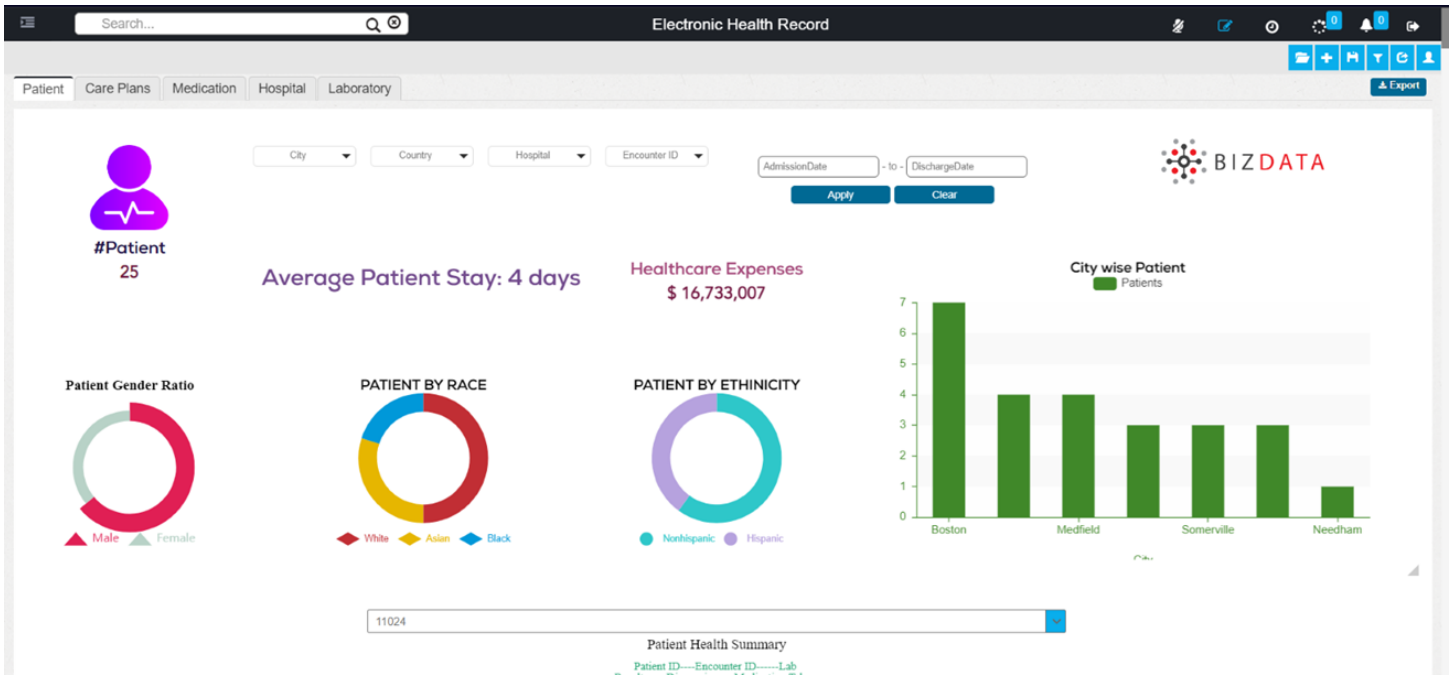 Search...
Electronic Health Record
0
0
Patient
Care Plans
Medication
Hospital
Laboratory
Export
City
Country
Hospital
Encounter ID
AdmissionDate
- to -
DischargeDate
Apply
Clear
BIZDATA
#Patient
25
Average Patient Stay: 4 days
Healthcare Expenses
$ 16,733,007
City wise Patient
Patients
7
6
5
4
3
2
1
0
Boston
Medfield
Somerville
Needham
City
Patient Gender Ratio
Male
Female
PATIENT BY RACE
White
Asian
Black
PATIENT BY ETHINICITY
Nonhispanic
Hispanic
11024
Patient Health Summary
Patient ID----Encounter ID------Lab